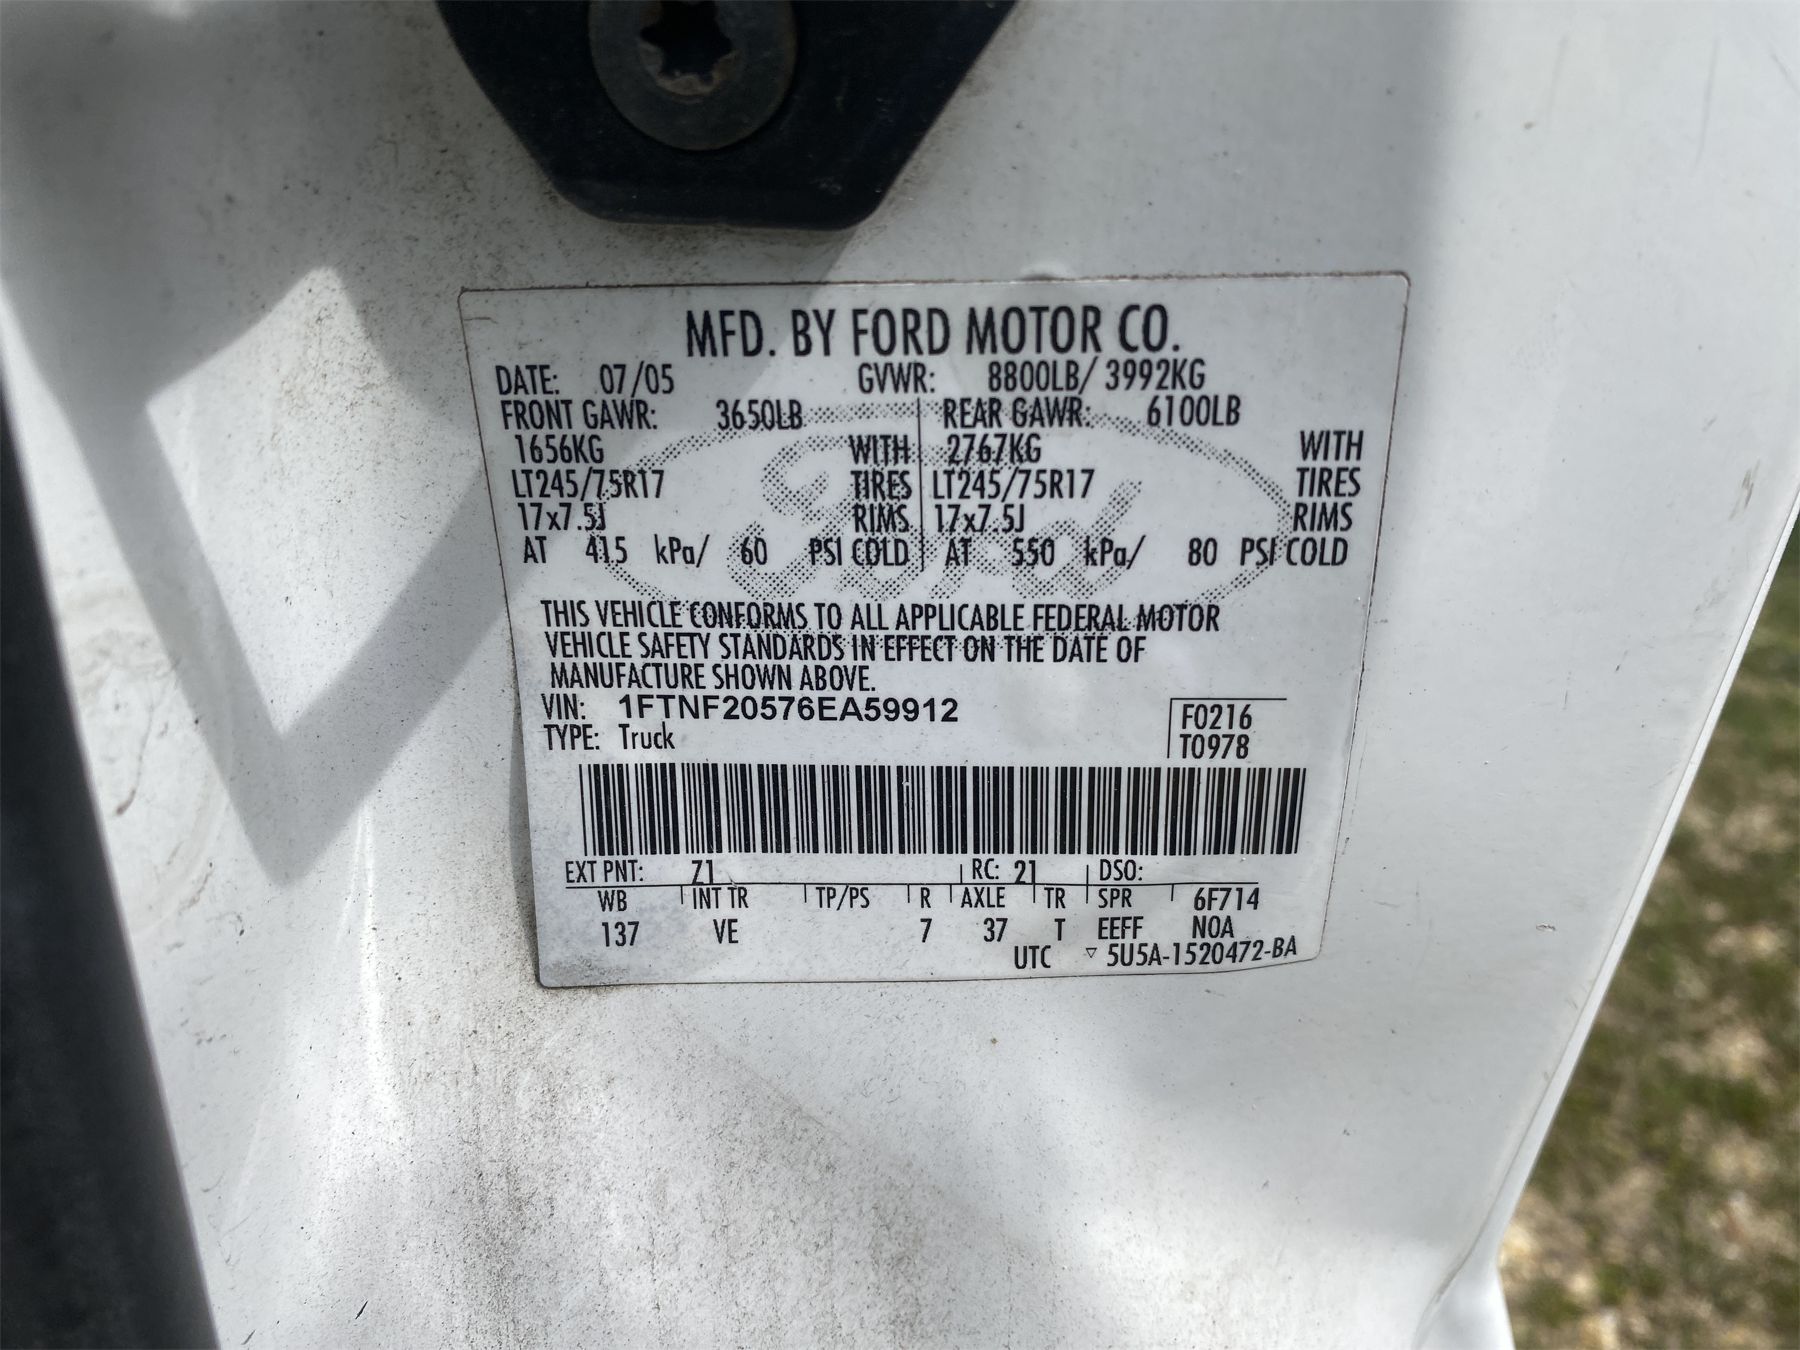 MFD. BY FORD MOTOR CO.
DATE: 07/05 GVWR: 8800LB/ 3992KG
FRONT GAWR: 3650LB REAR GAWR: 6100LB
1656KG WITH 2767KG WITH
LT245/75R17 TIRES LT245/75R17 TIRES
17x7.5J RIMS 17x7.5J RIMS
AT 415 kPa/ 60 PSI COLD AT 550 kPa/ 80 PSI COLD
Ford
THIS VEHICLE CONFORMS TO ALL APPLICABLE FEDERAL MOTOR
VEHICLE SAFETY STANDARDS IN EFFECT ON THE DATE OF
MANUFACTURE SHOWN ABOVE.
VIN: 1FTNF20576EA59912 F0216
TYPE: Truck T0978
EXT PNT: Z1 RC: 21 DSO:
WB INT TR TP/PS R AXLE TR SPR 6F714
137 VE 7 37 T EEFF NOA
UTC ▽ 5U5A-1520472-BA